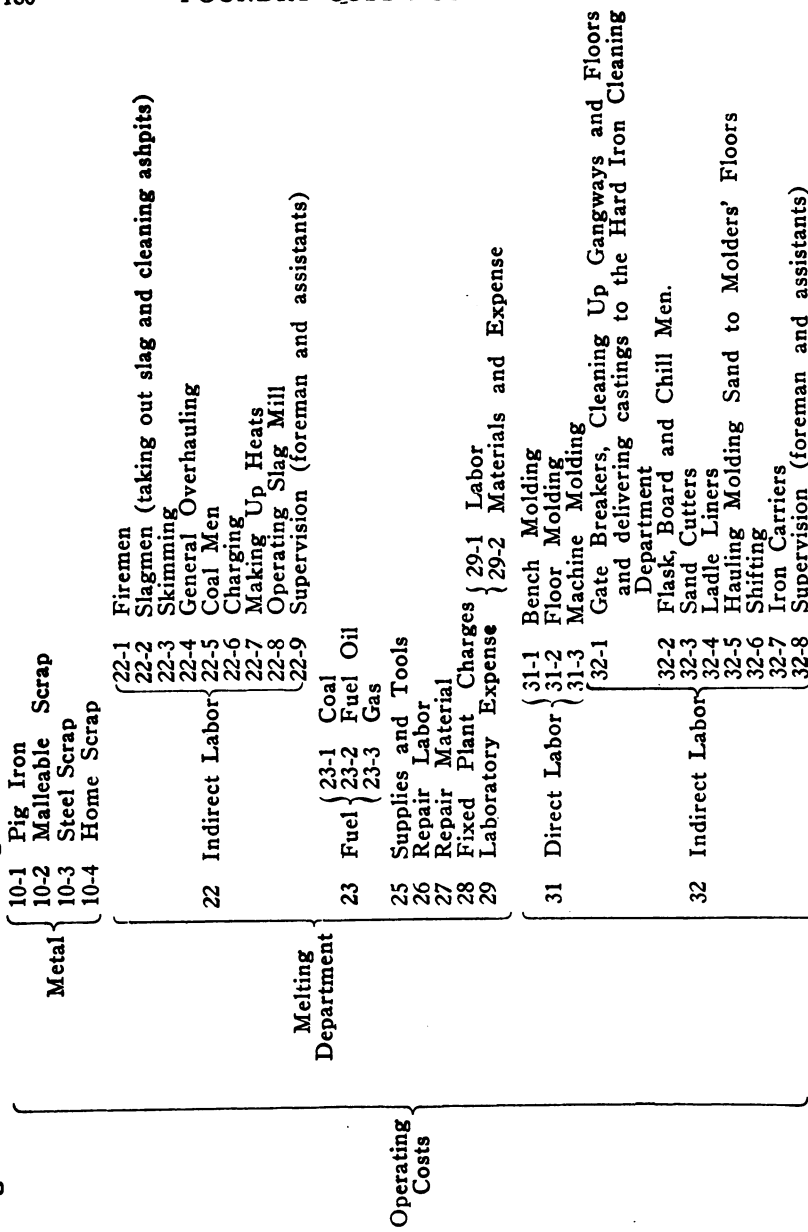 Operating
Costs
Metal
10-1 Pig Iron
10-2 Malleable Scrap
10-3 Steel Scrap
10-4 Home Scrap
Melting
Department
22 Indirect Labor
22-1 Firemen
22-2 Slagmen (taking out slag and cleaning ashpits)
22-3 Skimming
22-4 General Overhauling
22-5 Coal Men
22-6 Charging
22-7 Making Up Heats
22-8 Operating Slag Mill
22-9 Supervision (foreman and assistants)
23 Fuel
23-1 Coal
23-2 Fuel Oil
23-3 Gas
25 Supplies and Tools
26 Repair Labor
27 Repair Material
28 Fixed Plant Charges
29 Laboratory Expense
29-1 Labor
29-2 Materials and Expense
31 Direct Labor
31-1 Bench Molding
31-2 Floor Molding
31-3 Machine Molding
32 Indirect Labor
32-1 Gate Breakers, Cleaning Up Gangways and Floors
and delivering castings to the Hard Iron Cleaning
Department
32-2 Flask, Board and Chill Men.
32-3 Sand Cutters
32-4 Ladle Liners
32-5 Hauling Molding Sand to Molders' Floors
32-6 Shifting
32-7 Iron Carriers
32-8 Supervision (foreman and assistants)